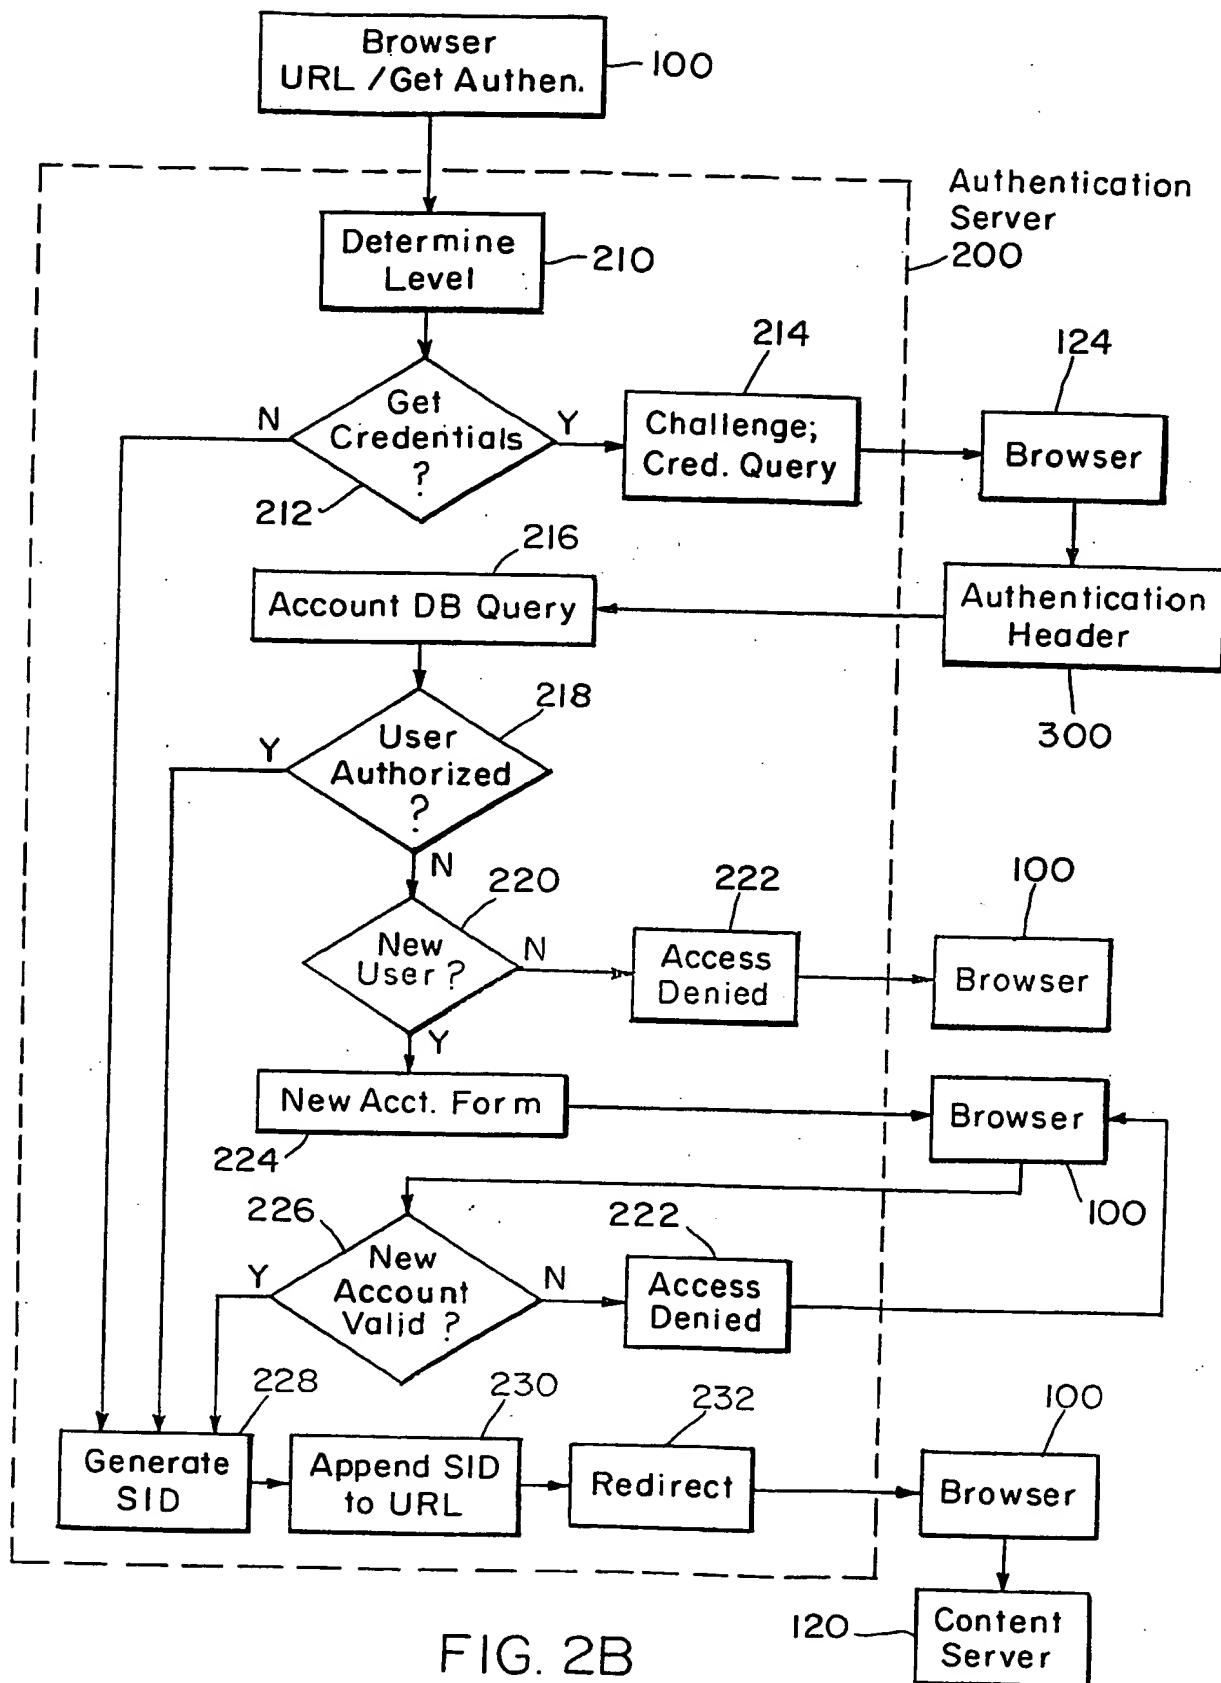 Browser
URL / Get Authen.
100
Authentication
Server
200
Determine
Level
210
214
124
N
Get
Credentials
?
Y
212
Challenge;
Cred. Query
Browser
216
Account DB Query
Authentication
Header
300
218
Y
User
Authorized
?
N
220
222
100
New
User ?
N
Access
Denied
Browser
Y
New Acct. Form
Browser
224
100
226
222
Y
New
Account
Valid ?
N
Access
Denied
228
230
232
100
Generate
SID
Append SID
to URL
Redirect
Browser
120
Content
Server
FIG. 2B